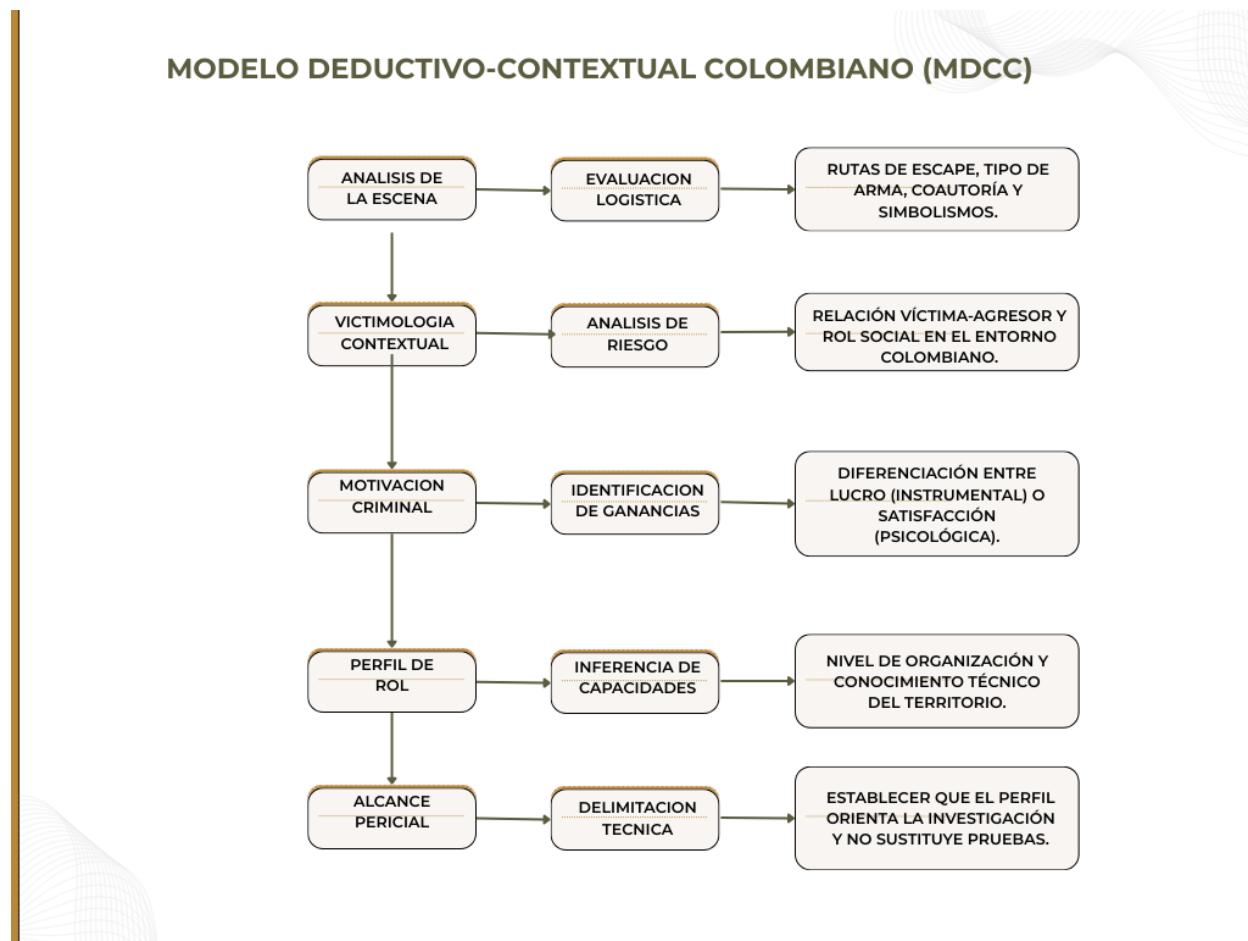 MODELO DEDUCTIVO-CONTEXTUAL COLOMBIANO (MDCC)
ANALISIS DE
LA ESCENA
EVALUACION
LOGISTICA
RUTAS DE ESCAPE, TIPO DE
ARMA, COAUTORÍA Y
SIMBOLISMOS.
VICTIMOLOGIA
CONTEXTUAL
ANALISIS DE
RIESGO
RELACIÓN VÍCTIMA-AGRESOR Y
ROL SOCIAL EN EL ENTORNO
COLOMBIANO.
MOTIVACION
CRIMINAL
IDENTIFICACION
DE GANANCIAS
DIFERENCIACIÓN ENTRE
LUCRO (INSTRUMENTAL) O
SATISFACCIÓN
(PSICOLÓGICA).
PERFIL DE
ROL
INFERENCIA DE
CAPACIDADES
NIVEL DE ORGANIZACIÓN Y
CONOCIMIENTO TÉCNICO
DEL TERRITORIO.
ALCANCE
PERICIAL
DELIMITACION
TECNICA
ESTABLECER QUE EL PERFIL
ORIENTA LA INVESTIGACIÓN
Y NO SUSTITUYE PRUEBAS.